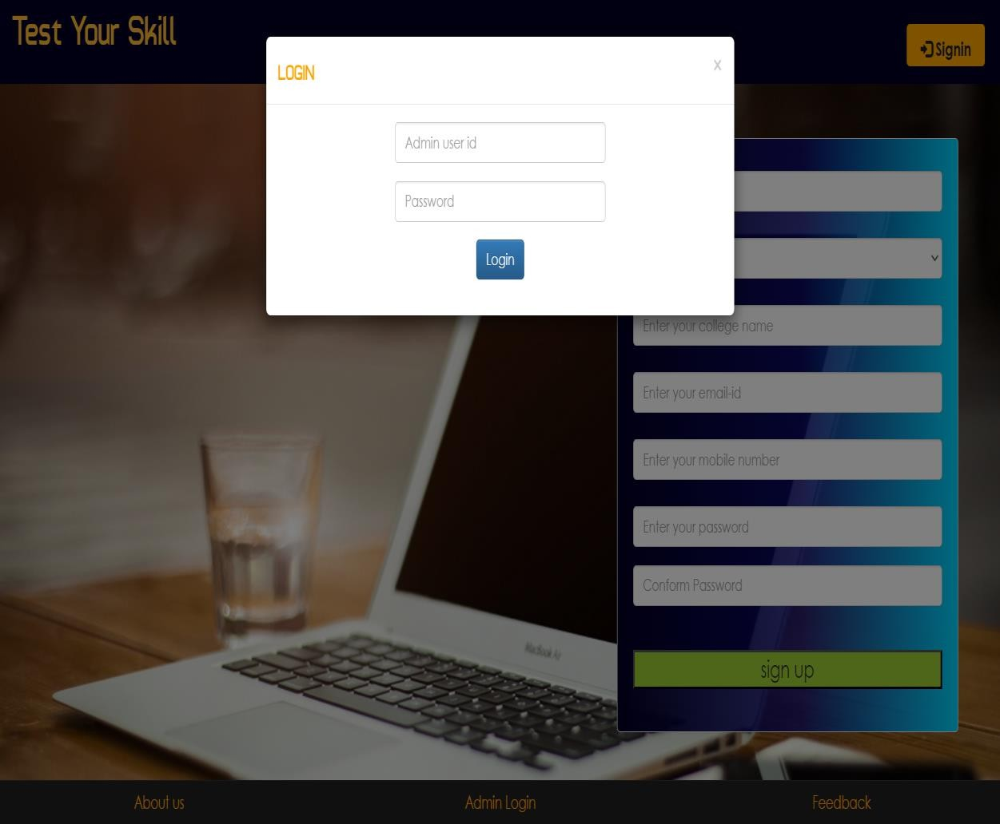 Test Your Skill
Signin
LOGIN
x
Admin user id
Password
Login
Enter your college name
Enter your email-id
Enter your mobile number
Enter your password
Conform Password
MacBook Air
sign up
About us
Admin Login
Feedback